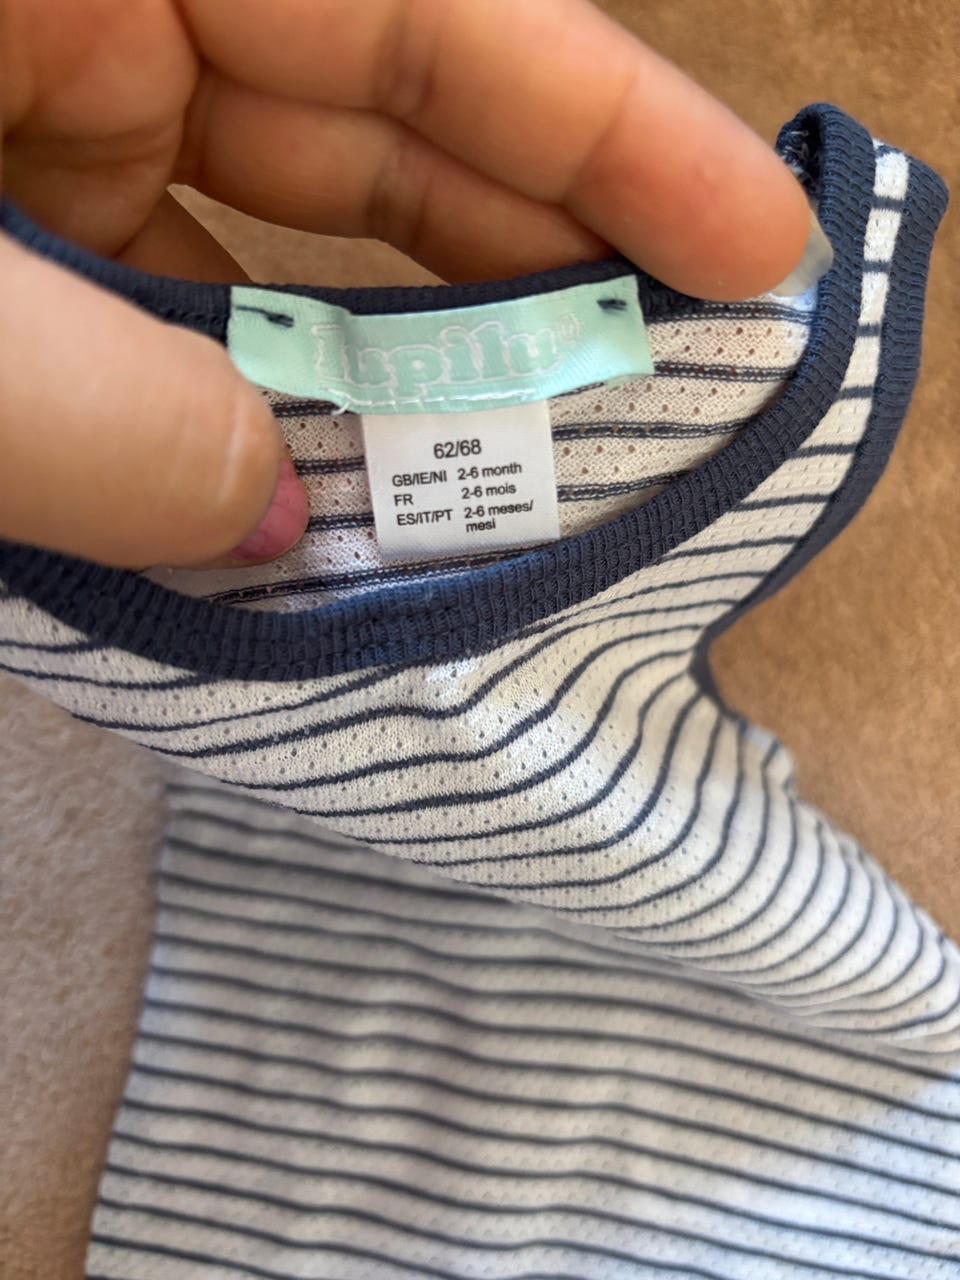 lupilu
62/68
GB/IE/NI 2-6 month
FR 2-6 mois
ES/IT/PT 2-6 meses/
mesi